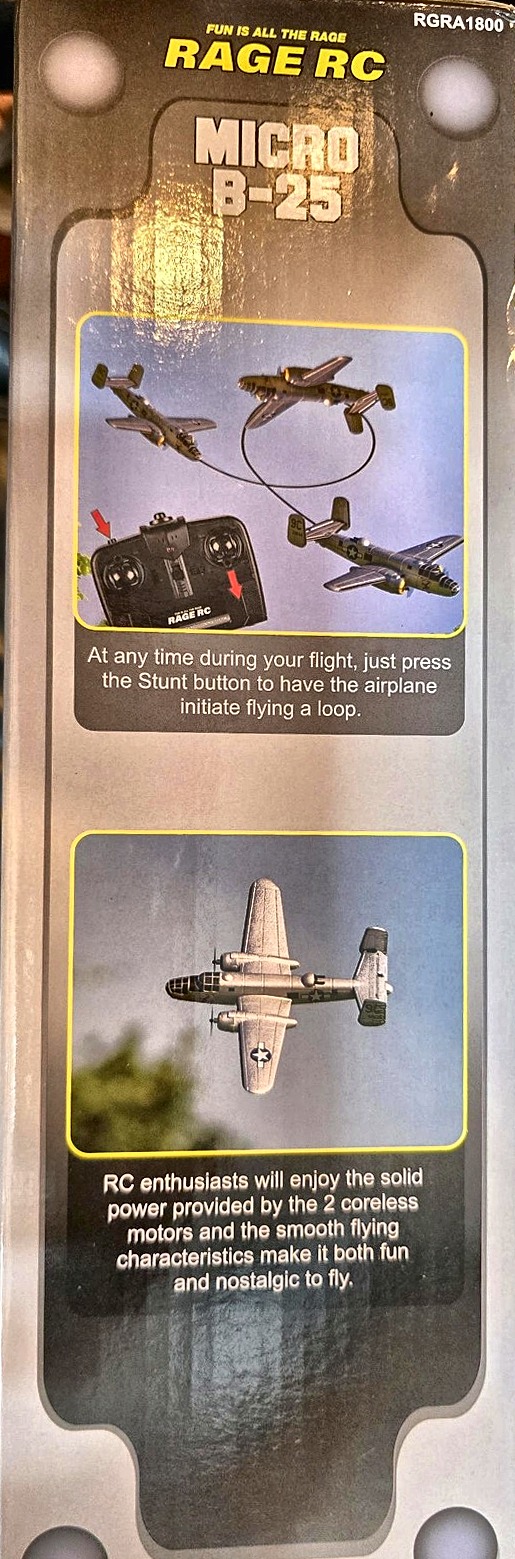 RGRA1800
FUN IS ALL THE RAGE
RAGE RC
MICRO
B-25
RAGE RC
At any time during your flight, just press
the Stunt button to have the airplane
initiate flying a loop.
RC enthusiasts will enjoy the solid
power provided by the 2 coreless
motors and the smooth flying
characteristics make it both fun
and nostalgic to fly.